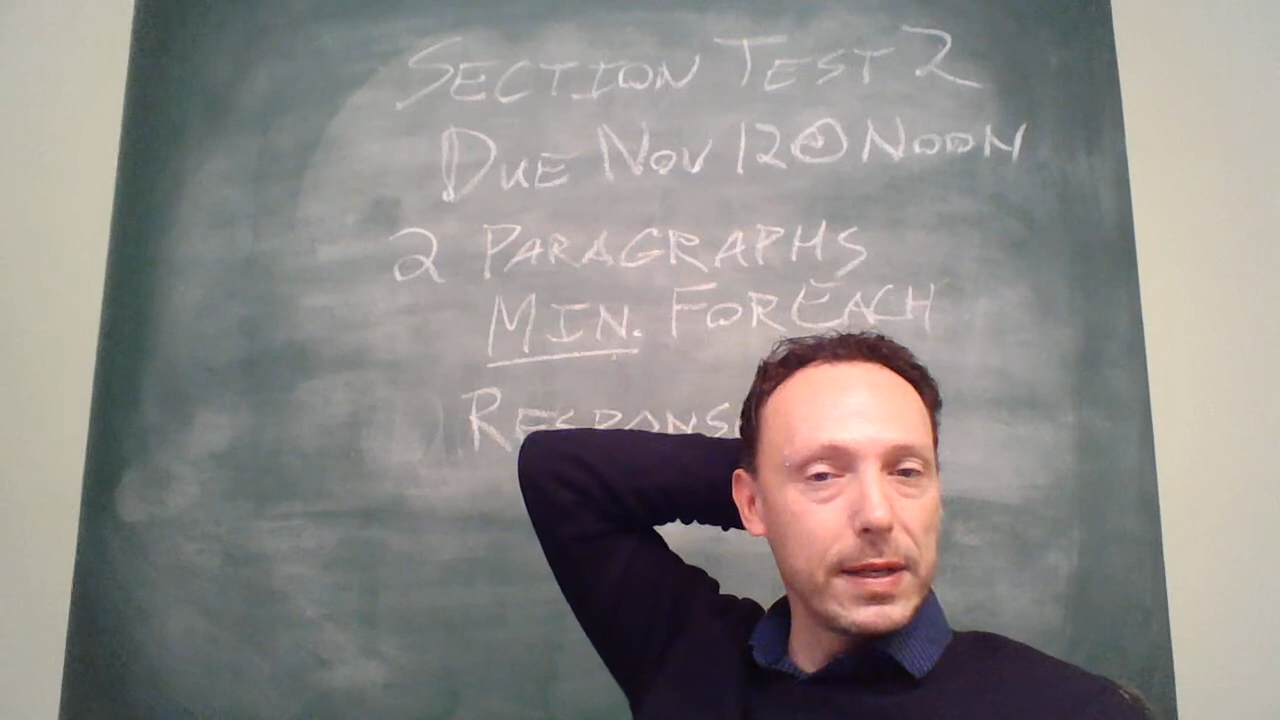 SECTION TEST 2
DUE NOV 12@NOON
2 PARAGRAPHS
MIN. FOR EACH